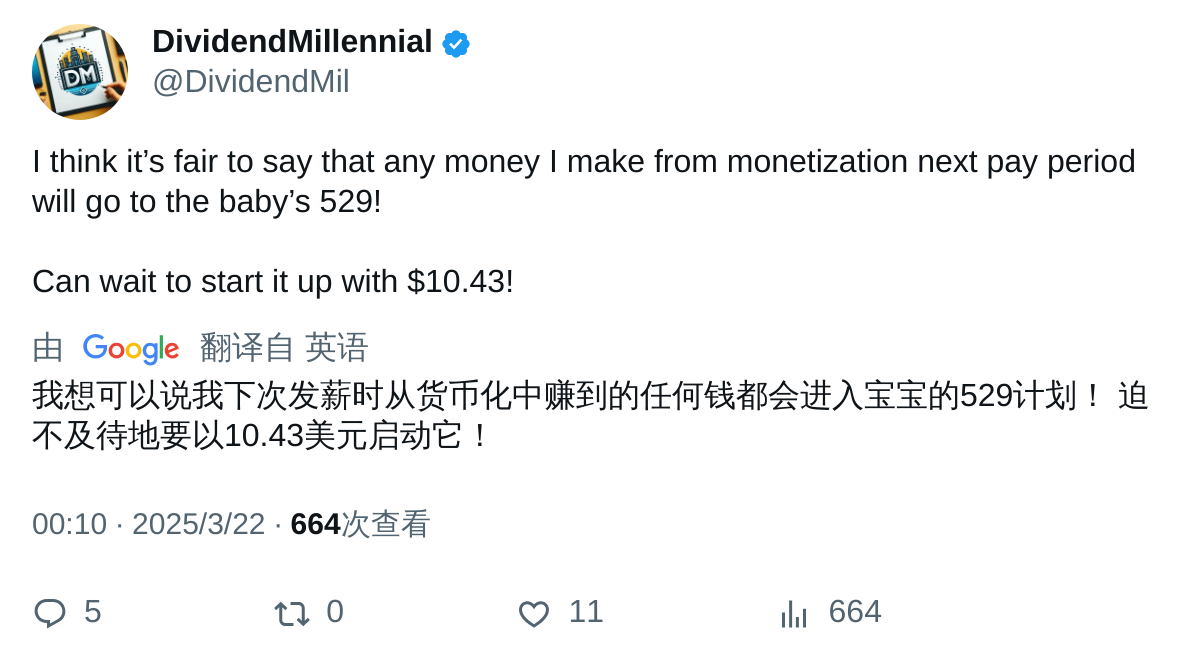 DividendMillennial
@DividendMil
I think it’s fair to say that any money I make from monetization next pay period
will go to the baby’s 529!
Can wait to start it up with $10.43!
由 Google 翻译自 英语
我想可以说我下次发薪时从货币化中赚到的任何钱都会进入宝宝的529计划！ 迫
不及待地要以10.43美元启动它！
00:10 · 2025/3/22 · 664次查看
5 0 11 664
DM